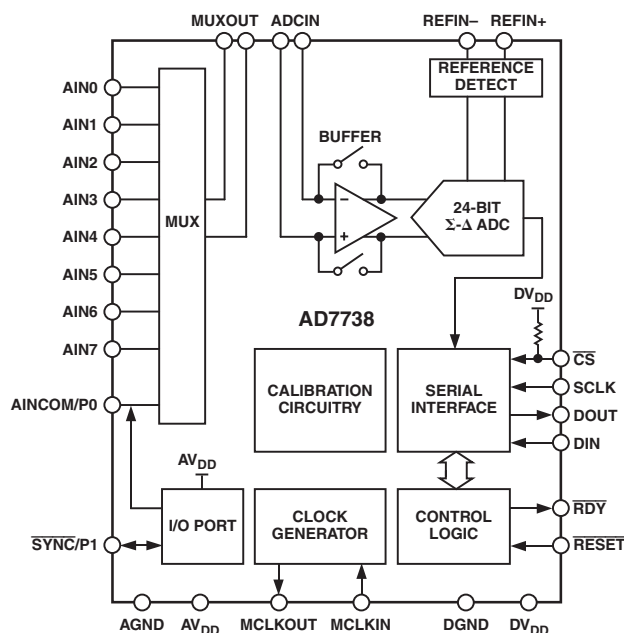 MUXOUT ADCIN REFIN– REFIN+
REFERENCE
DETECT
AIN0
AIN1
AIN2
AIN3
AIN4
AIN5
AIN6
AIN7
AINCOM/P0
MUX
BUFFER
–
+
24-BIT
Σ-Δ ADC
AD7738
DVDD
CALIBRATION
CIRCUITRY
SERIAL
INTERFACE
CS
SCLK
DOUT
DIN
AVDD
I/O PORT
CLOCK
GENERATOR
CONTROL
LOGIC
RDY
RESET
SYNC/P1
AGND AVDD MCLKOUT MCLKIN DGND DVDD